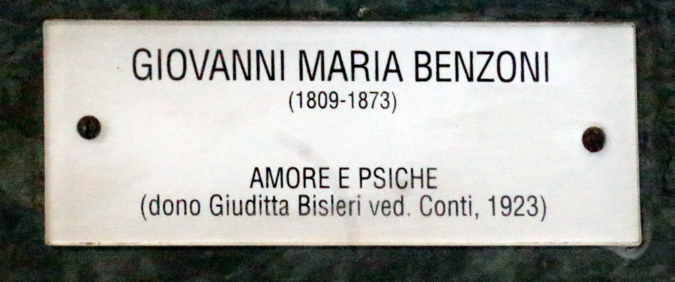 GIOVANNI MARIA BENZONI
(1809-1873)
AMORE E PSICHE
(dono Giuditta Bisleri ved. Conti, 1923)